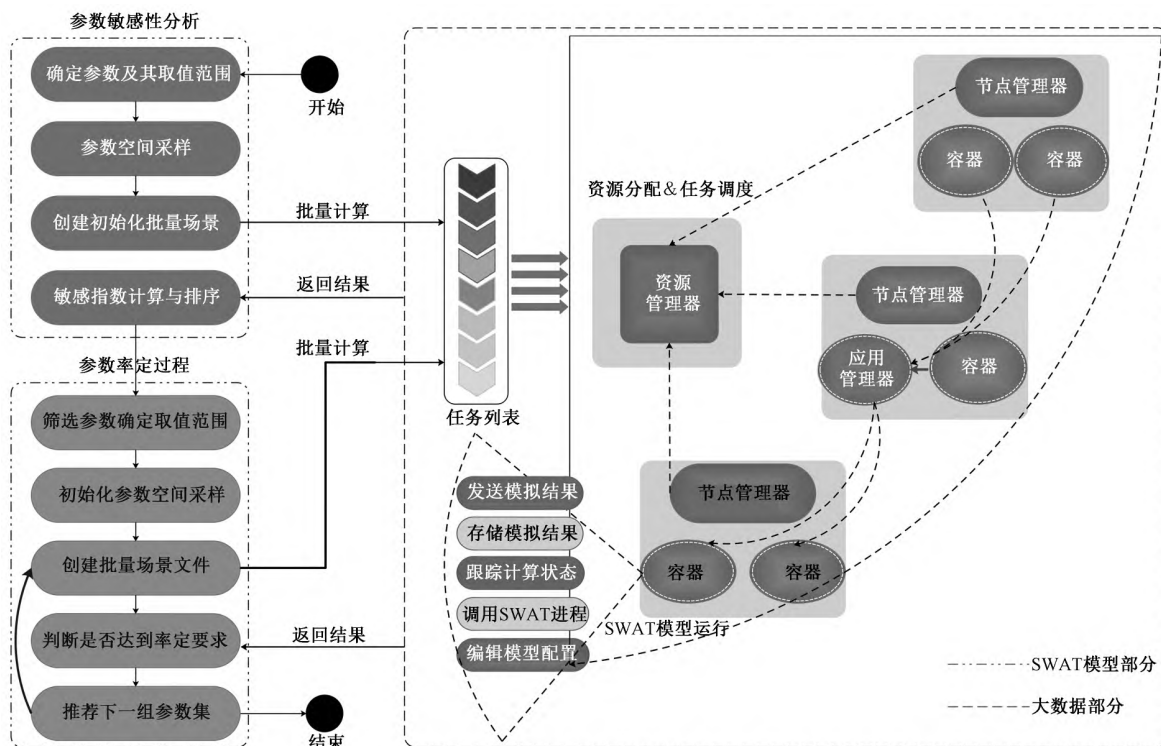 参数敏感性分析
确定参数及其取值范围
开始
参数空间采样
创建初始化批量场景
批量计算
敏感指数计算与排序
返回结果
参数率定过程
批量计算
筛选参数确定取值范围
初始化参数空间采样
创建批量场景文件
判断是否达到率定要求
返回结果
推荐下一组参数集
结束
任务列表
发送模拟结果
存储模拟结果
跟踪计算状态
调用SWAT进程
编辑模型配置
资源分配&任务调度
资源
管理器
节点管理器
容器
容器
节点管理器
应用
管理器
容器
节点管理器
容器
容器
SWAT模型运行
SWAT模型部分
大数据部分